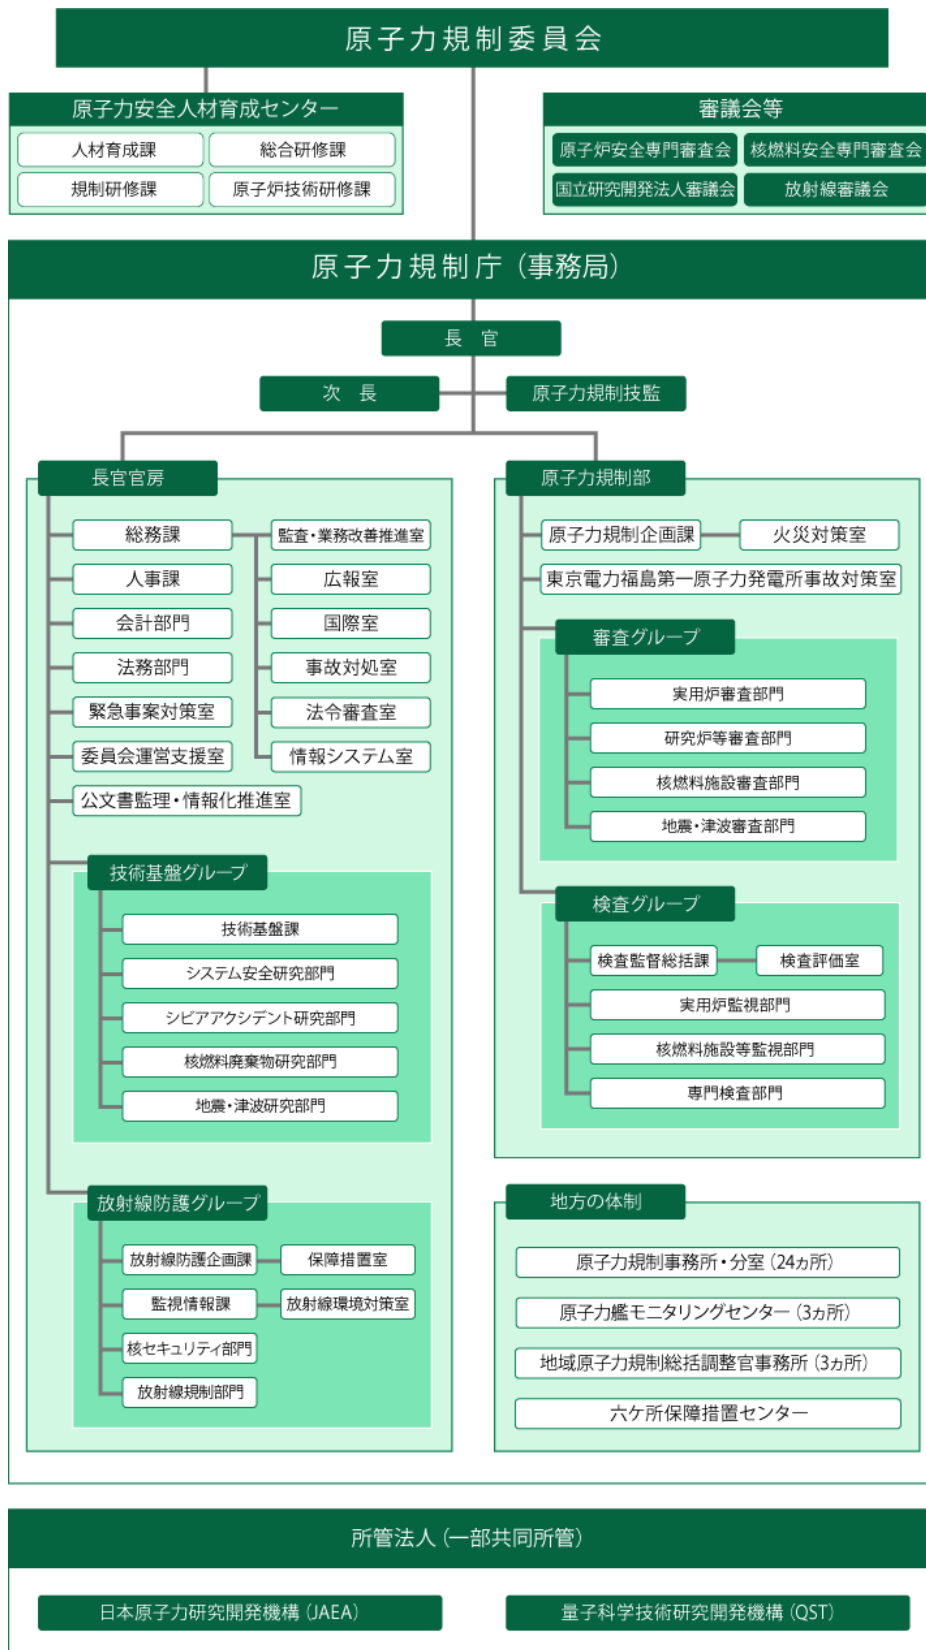 原子力規制委員会
原子力安全人材育成センター
人材育成課
総合研修課
規制研修課
原子炉技術研修課
審議会等
原子炉安全専門審査会
核燃料安全専門審査会
国立研究開発法人審議会
放射線審議会
原子力規制庁（事務局）
長　官
次　長
原子力規制技監
長官官房
総務課
監査・業務改善推進室
人事課
広報室
会計部門
国際室
法務部門
事故対処室
緊急事案対策室
法令審査室
委員会運営支援室
情報システム室
公文書監理・情報化推進室
技術基盤グループ
技術基盤課
システム安全研究部門
シビアアクシデント研究部門
核燃料廃棄物研究部門
地震・津波研究部門
放射線防護グループ
放射線防護企画課
保障措置室
監視情報課
放射線環境対策室
核セキュリティ部門
放射線規制部門
原子力規制部
原子力規制企画課
火災対策室
東京電力福島第一原子力発電所事故対策室
審査グループ
実用炉審査部門
研究炉等審査部門
核燃料施設審査部門
地震・津波審査部門
検査グループ
検査監督総括課
検査評価室
実用炉監視部門
核燃料施設等監視部門
専門検査部門
地方の体制
原子力規制事務所・分室（24ヵ所）
原子力艦モニタリングセンター（3ヵ所）
地域原子力規制総括調整官事務所（3ヵ所）
六ケ所保障措置センター
所管法人（一部共同所管）
日本原子力研究開発機構（JAEA）
量子科学技術研究開発機構（QST）